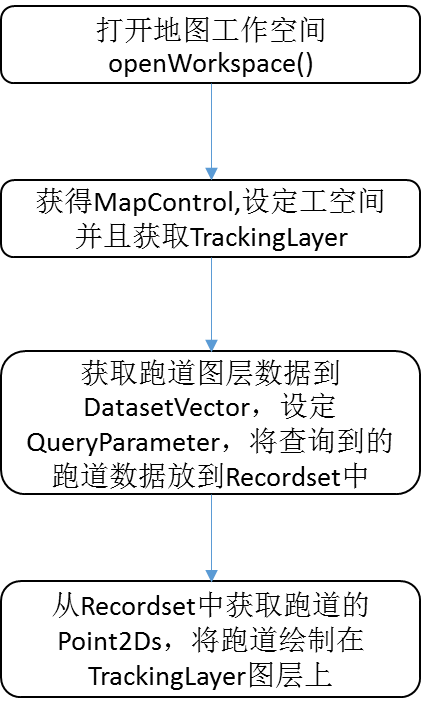 打开地图工作空间
openWorkspace()
获得MapControl,设定工空间
并且获取TrackingLayer
获取跑道图层数据到
DatasetVector，设定
QueryParameter，将查询到的
跑道数据放到Recordset中
从Recordset中获取跑道的
Point2Ds，将跑道绘制在
TrackingLayer图层上